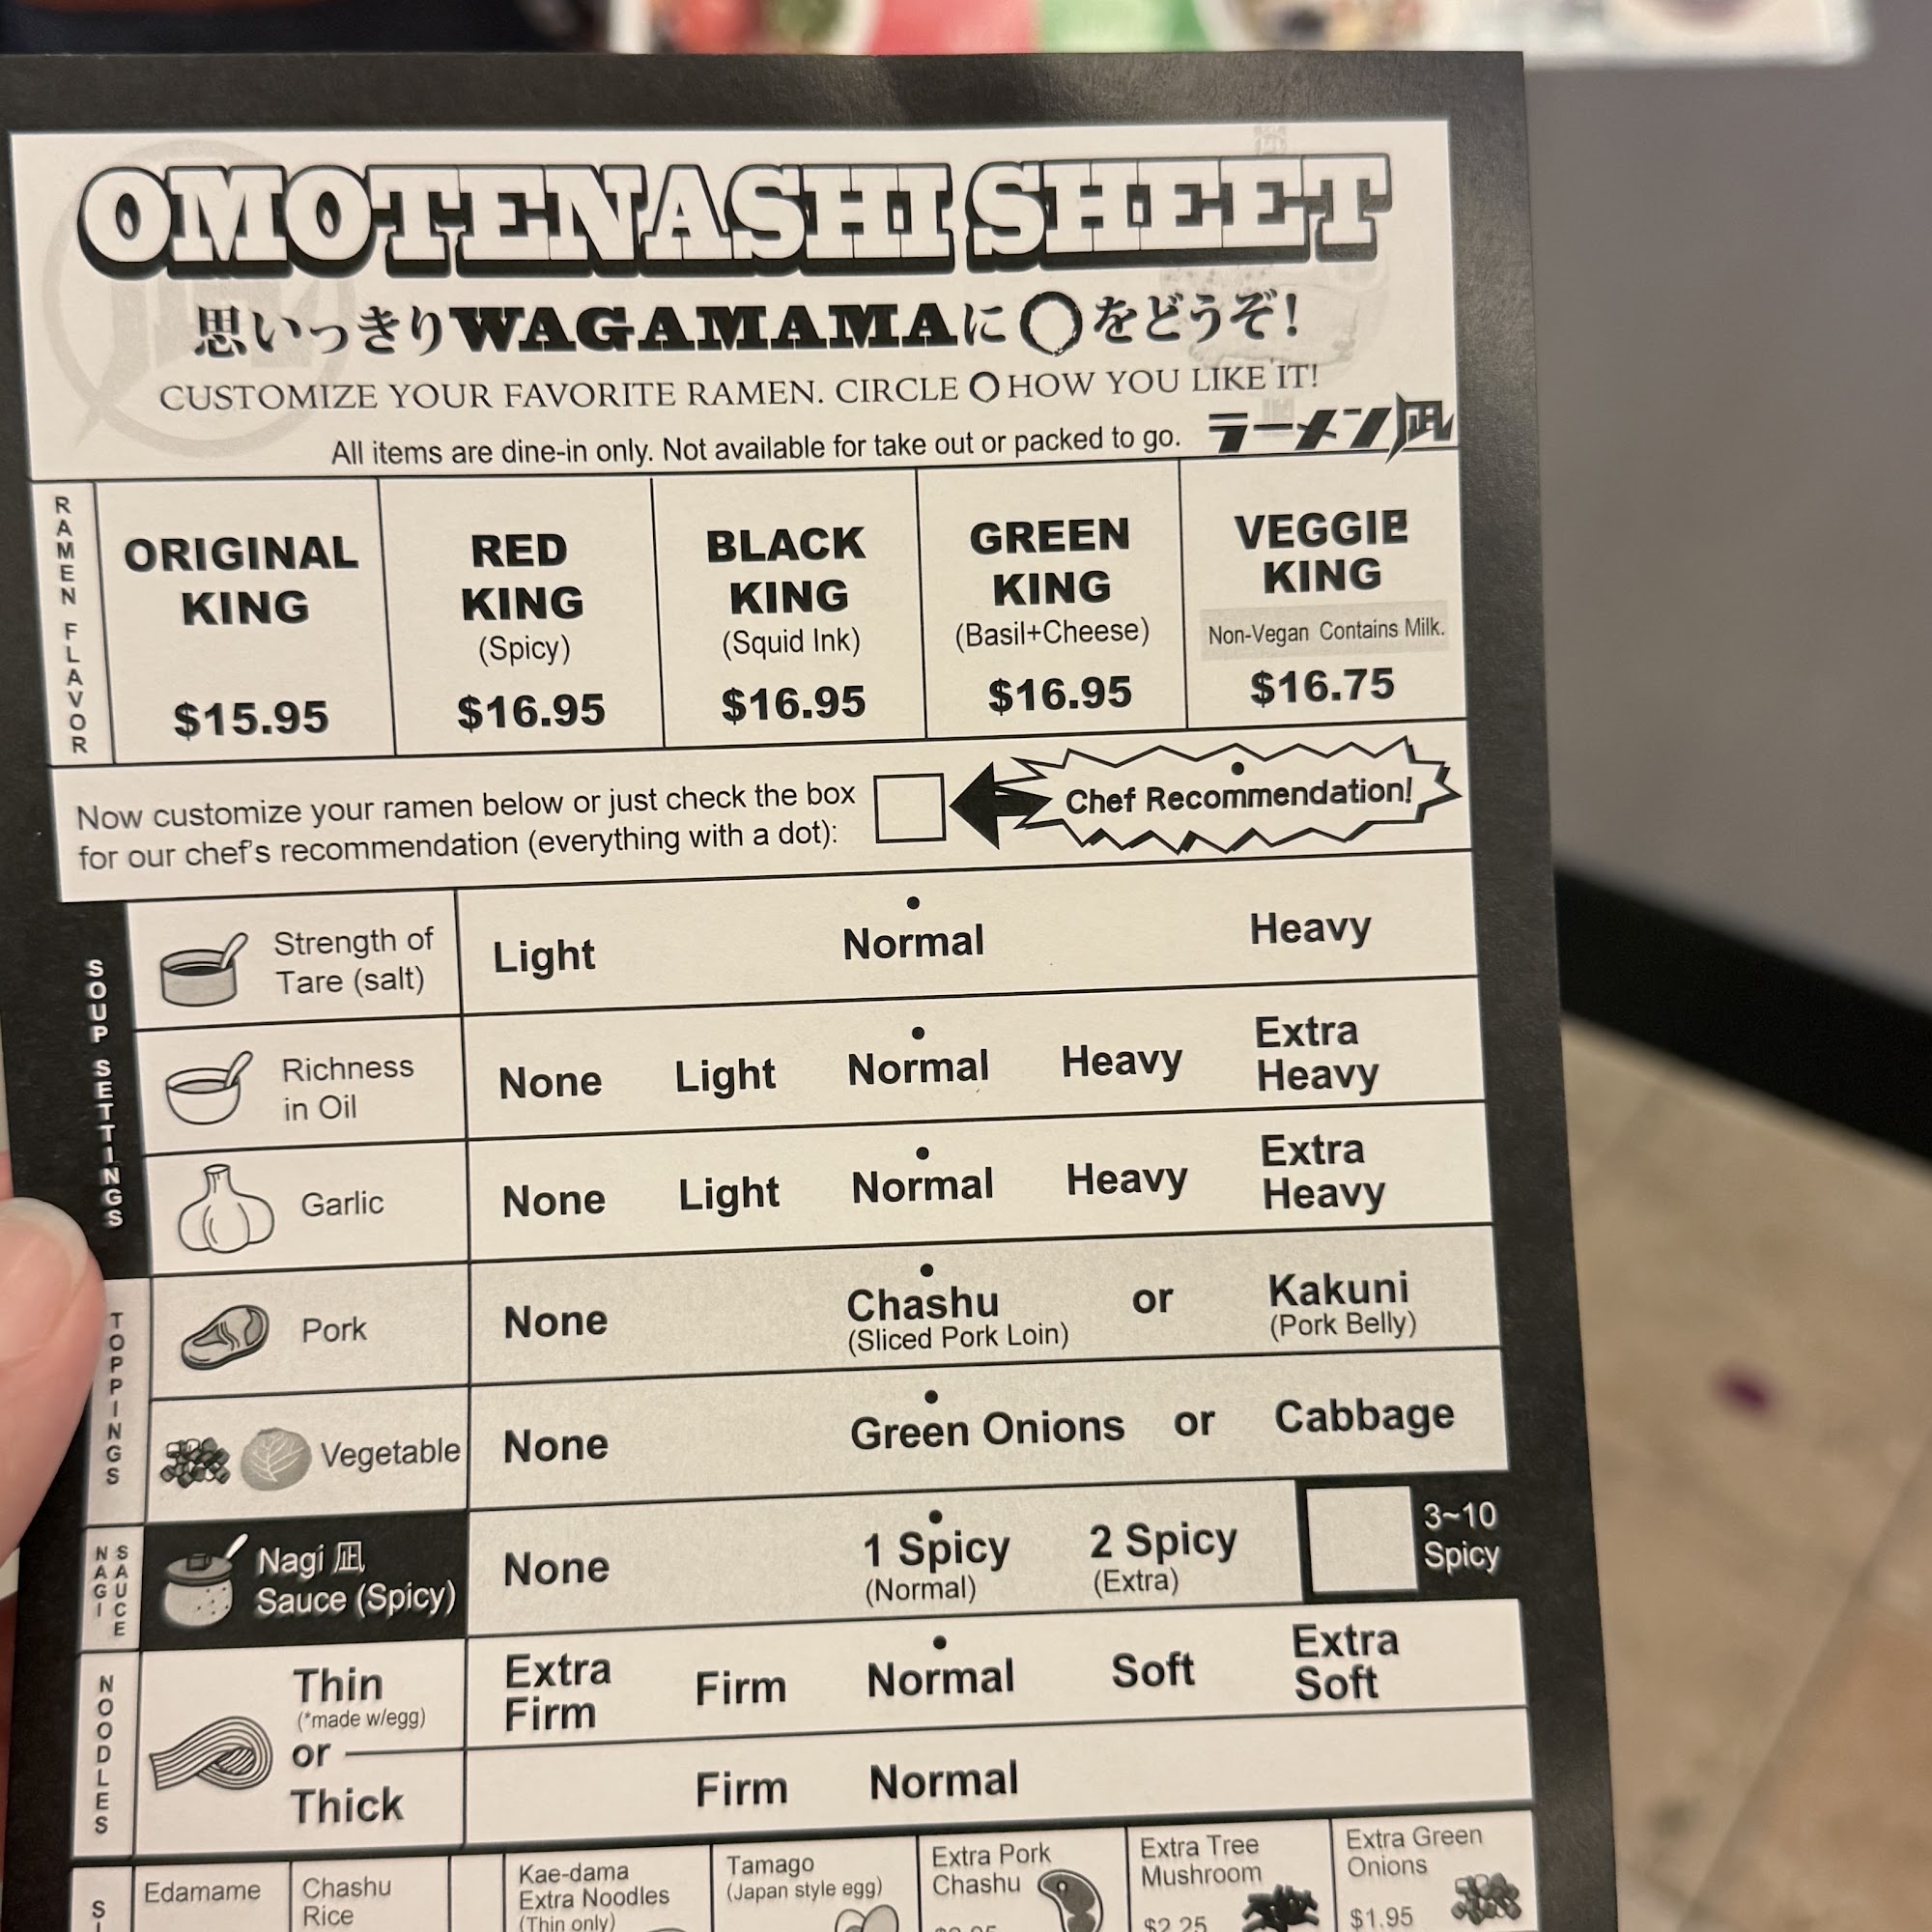 OMOTENASHI SHEET
思いっきりWAGAMAMAに○をどうぞ!
CUSTOMIZE YOUR FAVORITE RAMEN. CIRCLE O HOW YOU LIKE IT!
All items are dine-in only. Not available for take out or packed to go.
ラーメン凪
RAMEN FLAVOR
ORIGINAL
KING
$15.95
RED
KING
(Spicy)
$16.95
BLACK
KING
(Squid Ink)
$16.95
GREEN
KING
(Basil+Cheese)
$16.95
VEGGIE
KING
Non-Vegan Contains Milk.
$16.75
Now customize your ramen below or just check the box
for our chef's recommendation (everything with a dot):
Chef Recommendation!
SOUP SETTINGS
Strength of
Tare (salt)
Light Normal Heavy
Richness
in Oil
None Light Normal Heavy Extra
Heavy
Garlic
None Light Normal Heavy Extra
Heavy
TOPPINGS
Pork
None Chashu or Kakuni
(Sliced Pork Loin) (Pork Belly)
Vegetable
None Green Onions or Cabbage
NAGI SAUCE
Nagi 凪
Sauce (Spicy)
None 1 Spicy 2 Spicy
(Normal) (Extra)
3~10
Spicy
NOODLES
Thin
(*made w/egg)
or
Thick
Extra
Firm
Firm Normal Soft Extra
Soft
Firm Normal
Edamame
Chashu
Rice
Kae-dama
Extra Noodles
(Thin only)
Tamago
(Japan style egg)
Extra Pork
Chashu
Extra Tree
Mushroom
$2.25
Extra Green
Onions
$1.95